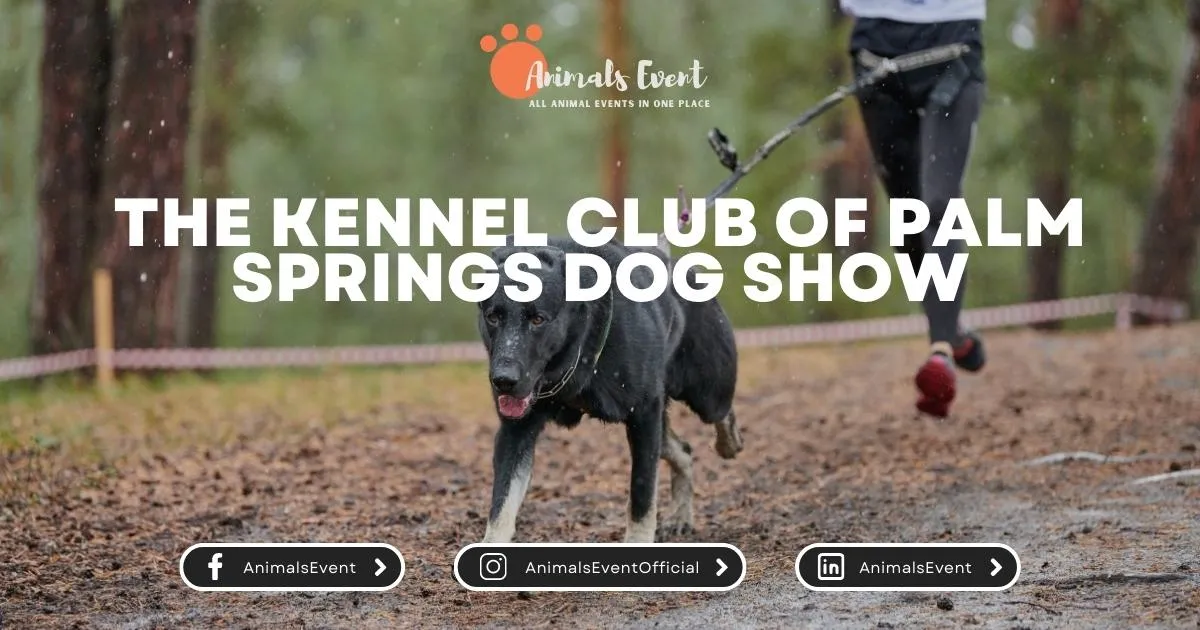 Animals Event
ALL ANIMAL EVENTS IN ONE PLACE
THE KENNEL CLUB OF PALM
SPRINGS DOG SHOW
AnimalsEvent
AnimalsEventOfficial
AnimalsEvent